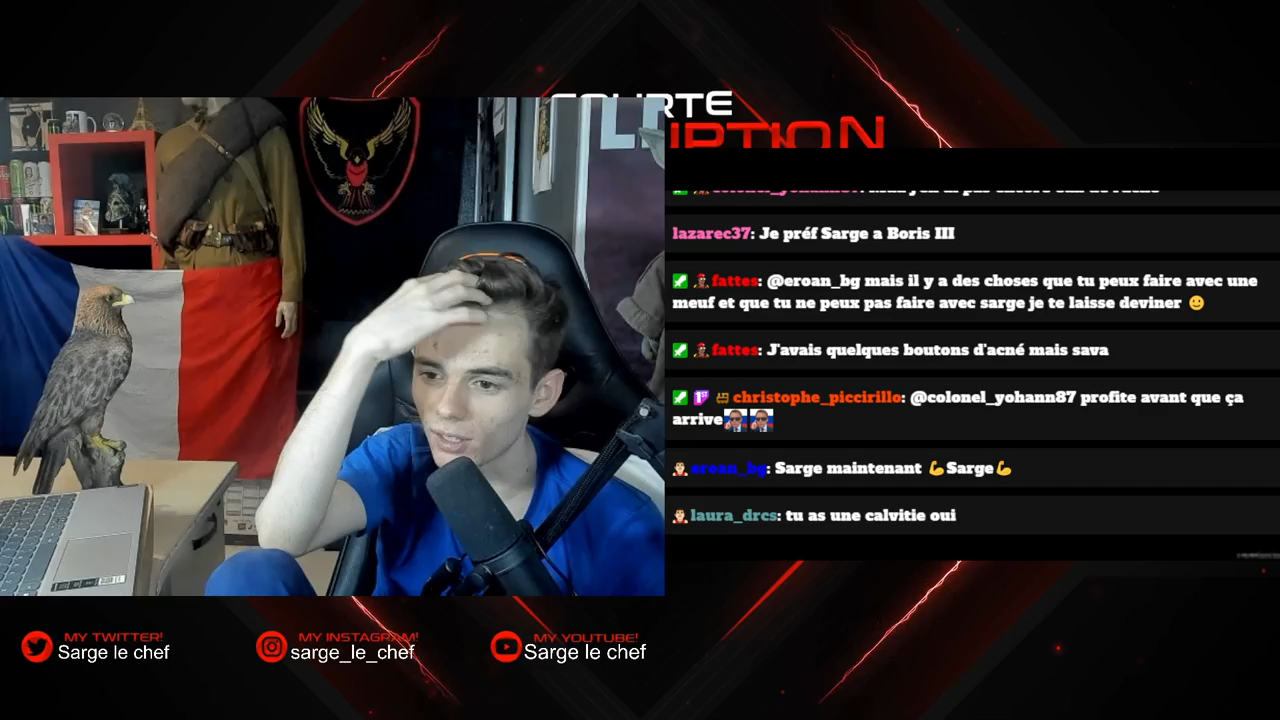 lazarec37: Je préf Sarge a Boris III
fattes: @eroan_bg mais il y a des choses que tu peux faire avec une
meuf et que tu ne peux pas faire avec sarge je te laisse deviner 🙂
fattes: J'avais quelques boutons d'acné mais sava
christophe_piccirillo: @colonel_yohann87 profite avant que ça
arrive
eroan_bg: Sarge maintenant 💪Sarge💪
laura_drcs: tu as une calvitie oui
MY TWITTER!
Sarge le chef
MY INSTAGRAM!
sarge_le_chef
MY YOUTUBE!
Sarge le chef